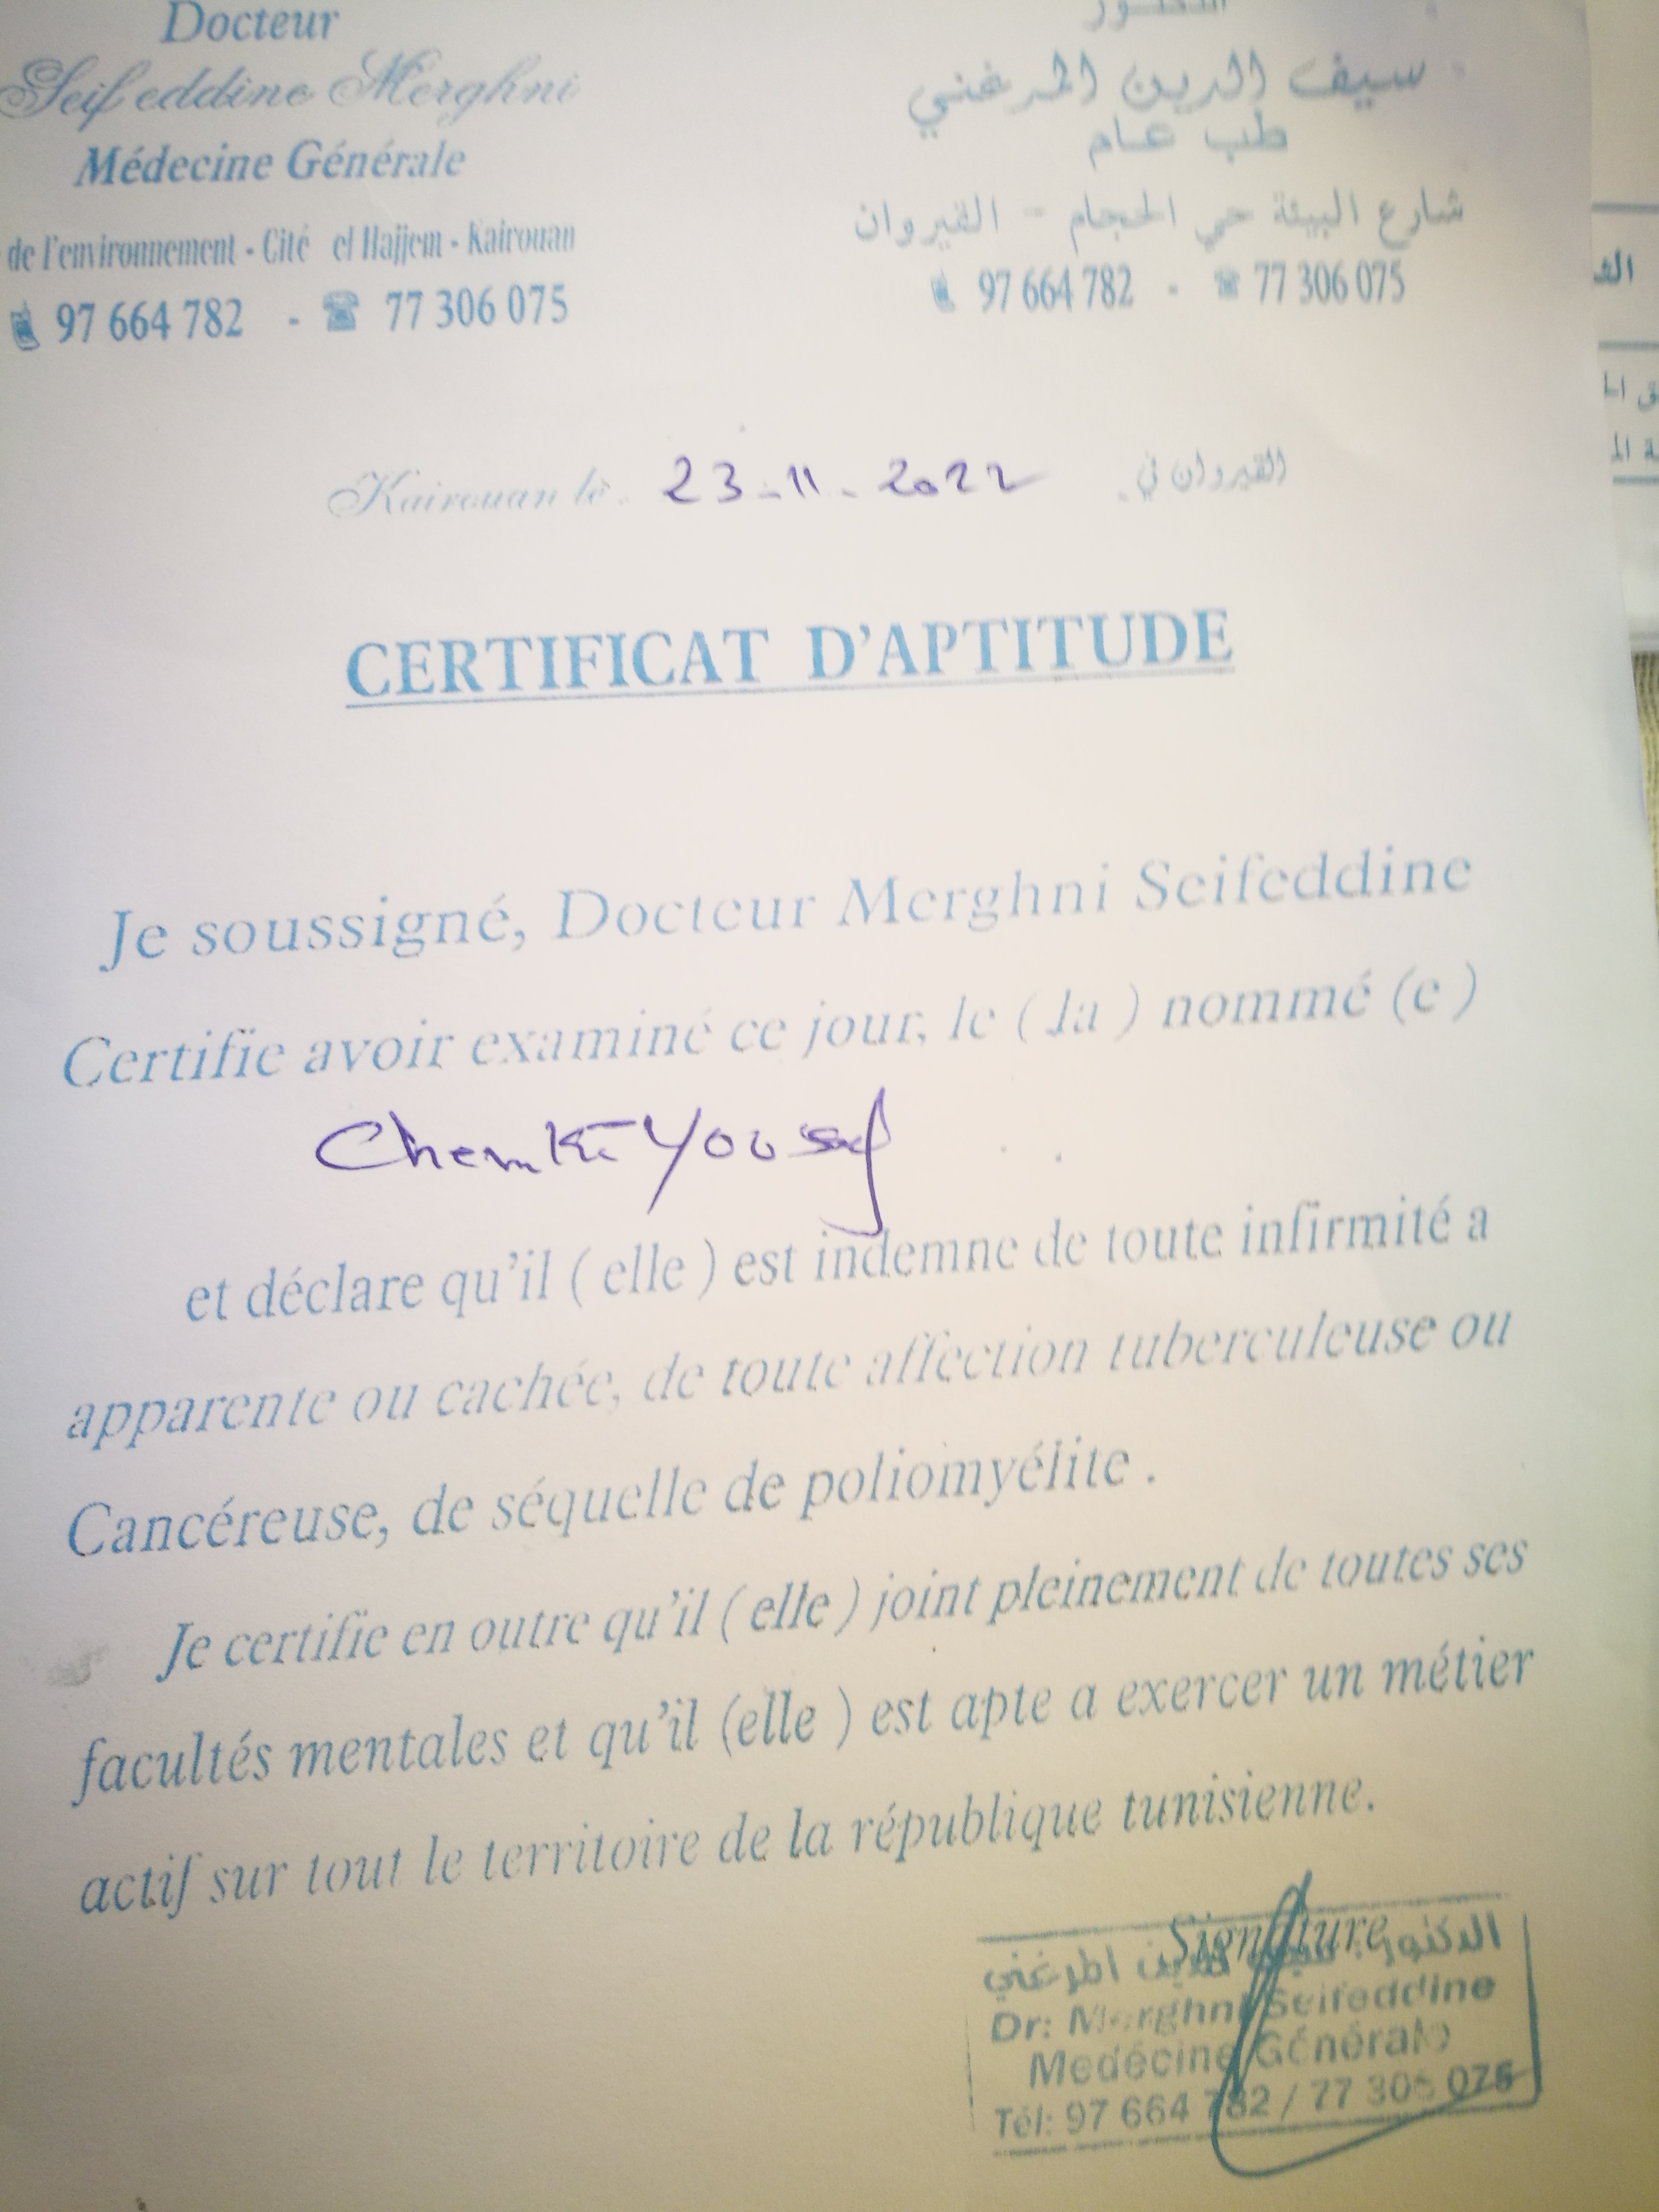 Docteur
Seifeddine Merghni
Médecine Générale
de l'environnement - Cité el Hajjem - Kairouan
97 664 782 - 77 306 075
سيف الدين المرغني
طب عام
شارع البيئة حي الحجام - القيروان
97 664 782 - 77 306 075
Kairouan le 23-11-2022 القيروان في
CERTIFICAT D'APTITUDE
Je soussigné, Docteur Merghni Seifeddine
Certifie avoir examiné ce jour, le ( la ) nommé (e )
Chemki Youssef
et déclare qu'il ( elle ) est indemne de toute infirmité a
apparente ou cachée, de toute affection tuberculeuse ou
Cancéreuse, de séquelle de poliomyélite .
Je certifie en outre qu'il ( elle ) joint pleinement de toutes ses
facultés mentales et qu'il (elle ) est apte a exercer un métier
actif sur tout le territoire de la république tunisienne.
Signature
الدكتور: سيف الدين المرغني
Dr: Merghni Seifeddine
Medécine Générale
Tél: 97 664 782 / 77 306 075